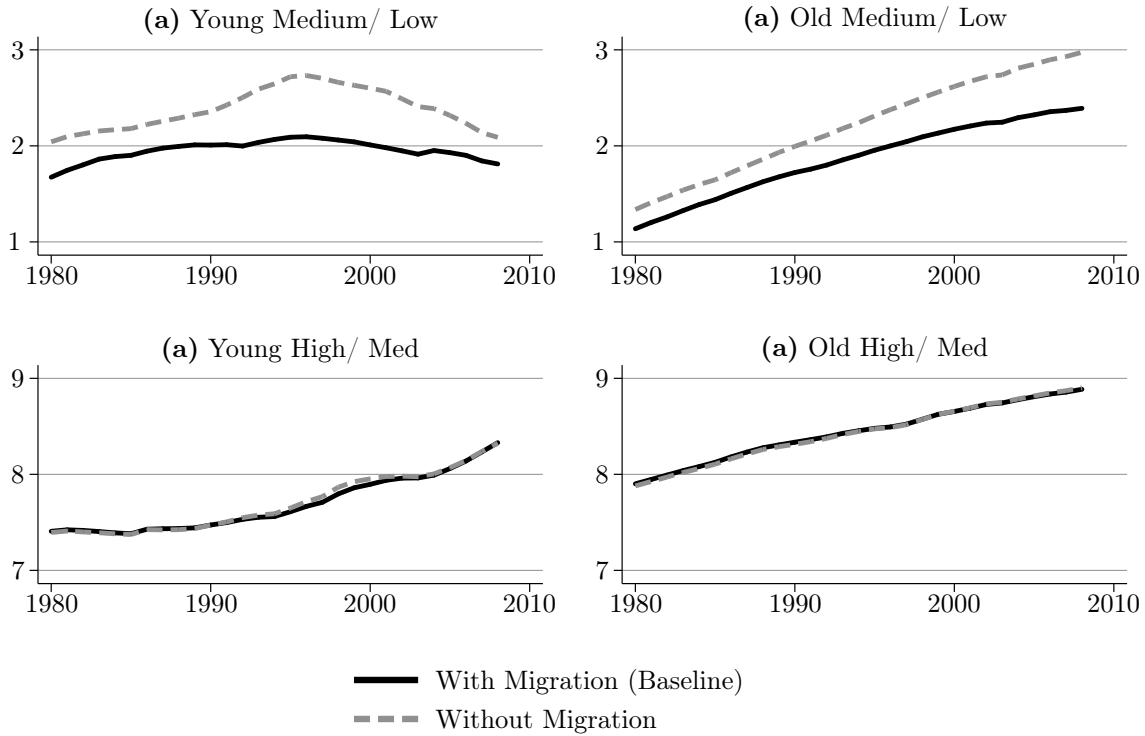 (a) Young Medium/ Low
3
2
1
1980 1990 2000 2010
(a) Old Medium/ Low
3
2
1
1980 1990 2000 2010
(a) Young High/ Med
9
8
7
1980 1990 2000 2010
(a) Old High/ Med
9
8
7
1980 1990 2000 2010
With Migration (Baseline)
Without Migration